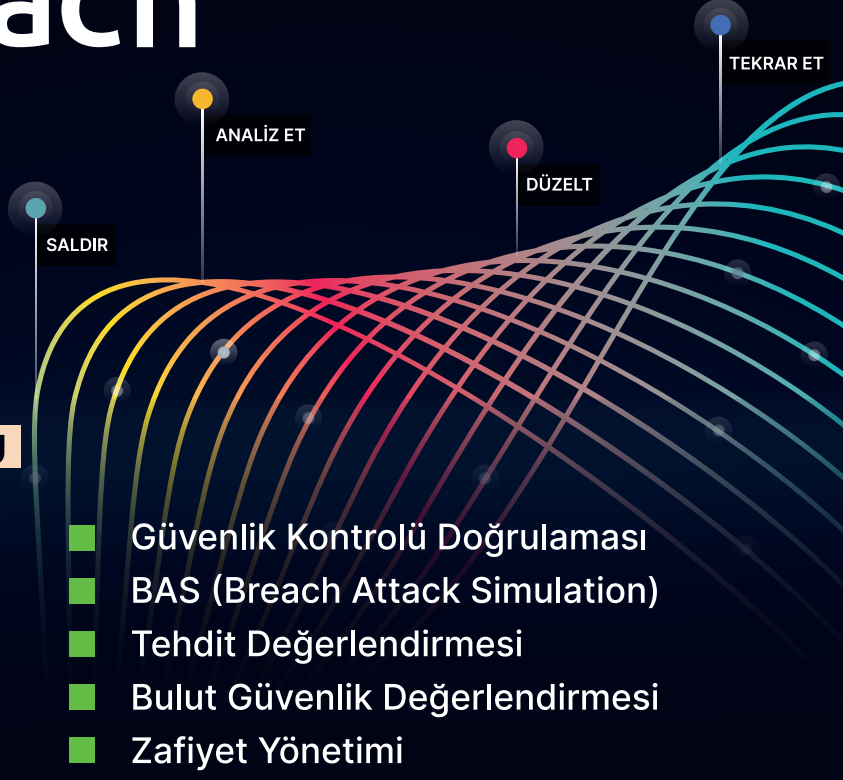 TEKRAR ET
ANALİZ ET
DÜZELT
SALDIR
Güvenlik Kontrolü Doğrulaması
BAS (Breach Attack Simulation)
Tehdit Değerlendirmesi
Bulut Güvenlik Değerlendirmesi
Zafiyet Yönetimi